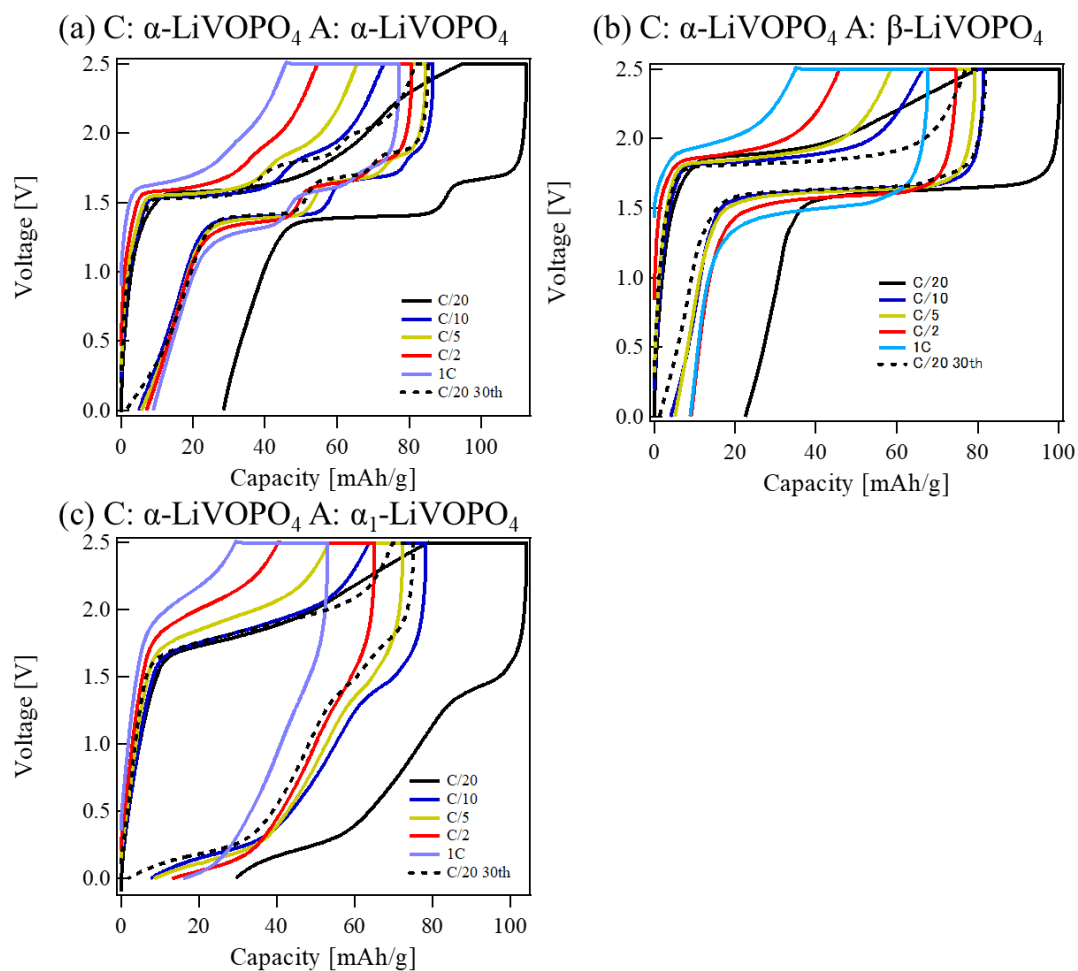 (a) C: α-LiVOPO₄ A: α-LiVOPO₄
2.5
2.0
1.5
1.0
0.5
0.0
Voltage [V]
C/20
C/10
C/5
C/2
1C
C/20 30th
0 20 40 60 80 100
Capacity [mAh/g]
(b) C: α-LiVOPO₄ A: β-LiVOPO₄
2.5
2.0
1.5
1.0
0.5
0.0
Voltage [V]
C/20
C/10
C/5
C/2
1C
C/20 30th
0 20 40 60 80 100
Capacity [mAh/g]
(c) C: α-LiVOPO₄ A: α₁-LiVOPO₄
2.5
2.0
1.5
1.0
0.5
0.0
Voltage [V]
C/20
C/10
C/5
C/2
1C
C/20 30th
0 20 40 60 80 100
Capacity [mAh/g]